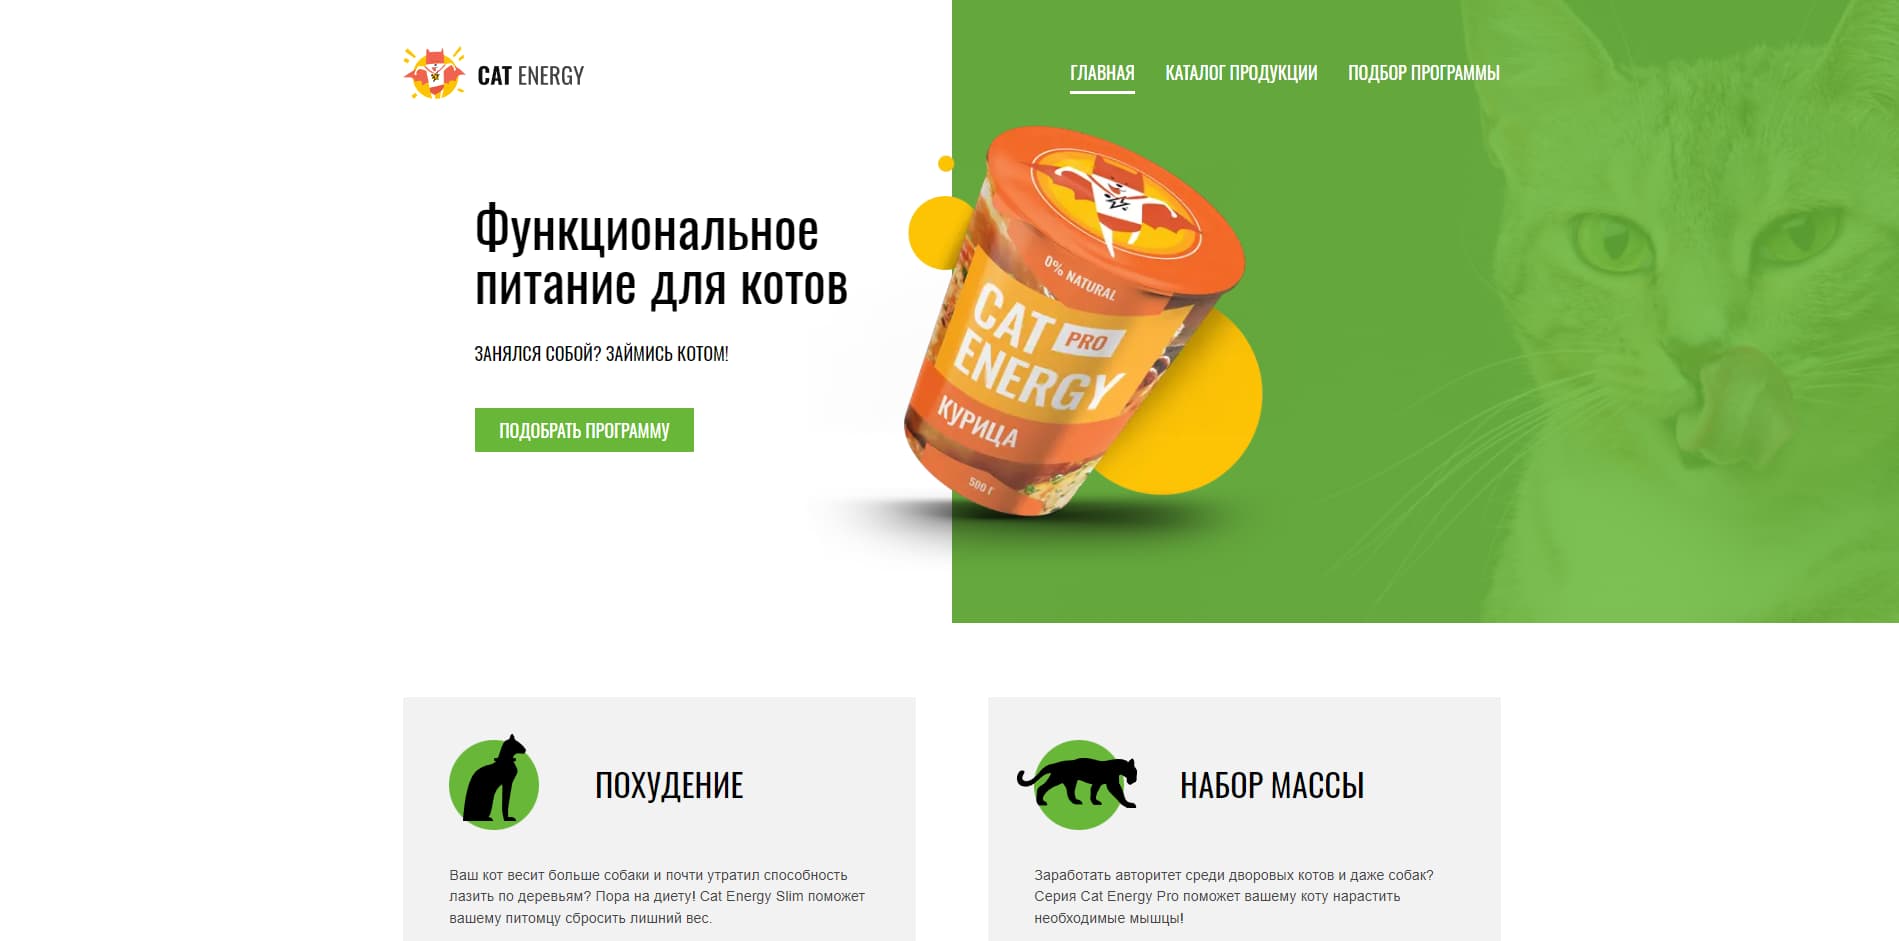 CAT ENERGY
ГЛАВНАЯ КАТАЛОГ ПРОДУКЦИИ ПОДБОР ПРОГРАММЫ
Функциональное
питание для котов
ЗАНЯЛСЯ СОБОЙ? ЗАЙМИСЬ КОТОМ!
ПОДОБРАТЬ ПРОГРАММУ
0% NATURAL
CAT PRO
ENERGY
КУРИЦА
500 Г
ПОХУДЕНИЕ
Ваш кот весит больше собаки и почти утратил способность
лазить по деревьям? Пора на диету! Cat Energy Slim поможет
вашему питомцу сбросить лишний вес.
НАБОР МАССЫ
Заработать авторитет среди дворовых котов и даже собак?
Серия Cat Energy Pro поможет вашему коту нарастить
необходимые мышцы!